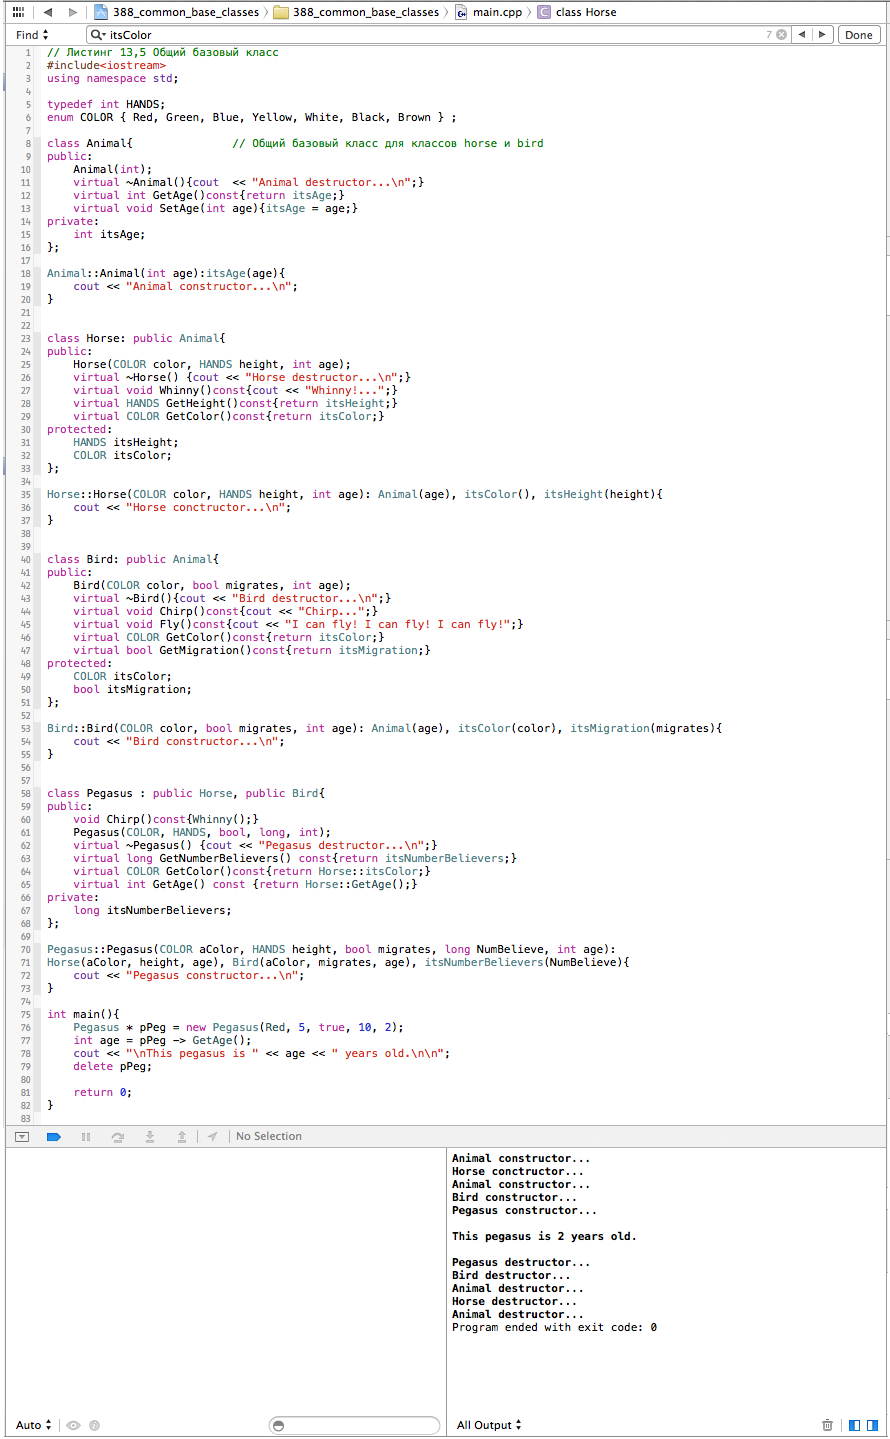 388_common_base_classes 388_common_base_classes main.cpp C class Horse
Find itsColor 7 Done
1 // Листинг 13,5 Общий базовый класс
2 #include<iostream>
3 using namespace std;
4
5 typedef int HANDS;
6 enum COLOR { Red, Green, Blue, Yellow, White, Black, Brown } ;
7
8 class Animal{ // Общий базовый класс для классов horse и bird
9 public:
10 Animal(int);
11 virtual ~Animal(){cout << "Animal destructor...\n";}
12 virtual int GetAge()const{return itsAge;}
13 virtual void SetAge(int age){itsAge = age;}
14 private:
15 int itsAge;
16 };
17
18 Animal::Animal(int age):itsAge(age){
19 cout << "Animal constructor...\n";
20 }
21
22
23 class Horse: public Animal{
24 public:
25 Horse(COLOR color, HANDS height, int age);
26 virtual ~Horse() {cout << "Horse destructor...\n";}
27 virtual void Whinny()const{cout << "Whinny!...";}
28 virtual HANDS GetHeight()const{return itsHeight;}
29 virtual COLOR GetColor()const{return itsColor;}
30 protected:
31 HANDS itsHeight;
32 COLOR itsColor;
33 };
34
35 Horse::Horse(COLOR color, HANDS height, int age): Animal(age), itsColor(), itsHeight(height){
36 cout << "Horse conctructor...\n";
37 }
38
39
40 class Bird: public Animal{
41 public:
42 Bird(COLOR color, bool migrates, int age);
43 virtual ~Bird(){cout << "Bird destructor...\n";}
44 virtual void Chirp()const{cout << "Chirp...";}
45 virtual void Fly()const{cout << "I can fly! I can fly! I can fly!";}
46 virtual COLOR GetColor()const{return itsColor;}
47 virtual bool GetMigration()const{return itsMigration;}
48 protected:
49 COLOR itsColor;
50 bool itsMigration;
51 };
52
53 Bird::Bird(COLOR color, bool migrates, int age): Animal(age), itsColor(color), itsMigration(migrates){
54 cout << "Bird constructor...\n";
55 }
56
57
58 class Pegasus : public Horse, public Bird{
59 public:
60 void Chirp()const{Whinny();}
61 Pegasus(COLOR, HANDS, bool, long, int);
62 virtual ~Pegasus() {cout << "Pegasus destructor...\n";}
63 virtual long GetNumberBelievers() const{return itsNumberBelievers;}
64 virtual COLOR GetColor()const{return Horse::itsColor;}
65 virtual int GetAge() const {return Horse::GetAge();}
66 private:
67 long itsNumberBelievers;
68 };
69
70 Pegasus::Pegasus(COLOR aColor, HANDS height, bool migrates, long NumBelieve, int age):
71 Horse(aColor, height, age), Bird(aColor, migrates, age), itsNumberBelievers(NumBelieve){
72 cout << "Pegasus constructor...\n";
73 }
74
75 int main(){
76 Pegasus * pPeg = new Pegasus(Red, 5, true, 10, 2);
77 int age = pPeg -> GetAge();
78 cout << "\nThis pegasus is " << age << " years old.\n\n";
79 delete pPeg;
80
81 return 0;
82 }
83
No Selection
Animal constructor...
Horse conctructor...
Animal constructor...
Bird constructor...
Pegasus constructor...
This pegasus is 2 years old.
Pegasus destructor...
Bird destructor...
Animal destructor...
Horse destructor...
Animal destructor...
Program ended with exit code: 0
Auto All Output